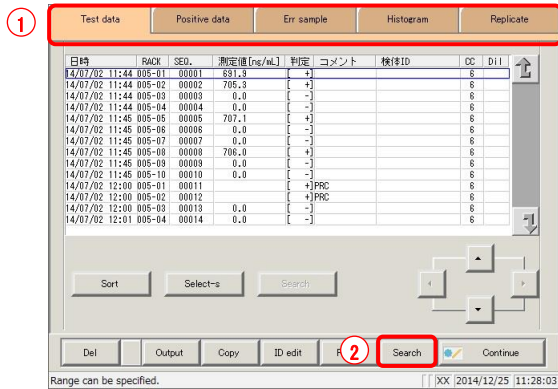 ① Test data Positive data Err sample Histogram Replicate
日時 RACK SEQ. 測定値[ng/mL] 判定 コメント 検体ID CC Dil
14/07/02 11:44 005-01 00001 691.9 [ +] 6
14/07/02 11:44 005-02 00002 705.3 [ +] 6
14/07/02 11:44 005-03 00003 0.0 [ -] 6
14/07/02 11:44 005-04 00004 0.0 [ -] 6
14/07/02 11:45 005-05 00005 707.1 [ +] 6
14/07/02 11:45 005-06 00006 0.0 [ -] 6
14/07/02 11:45 005-07 00007 0.0 [ -] 6
14/07/02 11:45 005-08 00008 706.0 [ +] 6
14/07/02 11:45 005-09 00009 0.0 [ -] 6
14/07/02 11:45 005-10 00010 0.0 [ -] 6
14/07/02 12:00 005-01 00011 [ +]PRC 6
14/07/02 12:00 005-02 00012 [ +]PRC 6
14/07/02 12:00 005-03 00013 0.0 [ -] 6
14/07/02 12:01 005-04 00014 0.0 [ -] 6
Sort Select-s Search
Del Output Copy ID edit ② Search Continue
Range can be specified. XX 2014/12/25 11:28:03